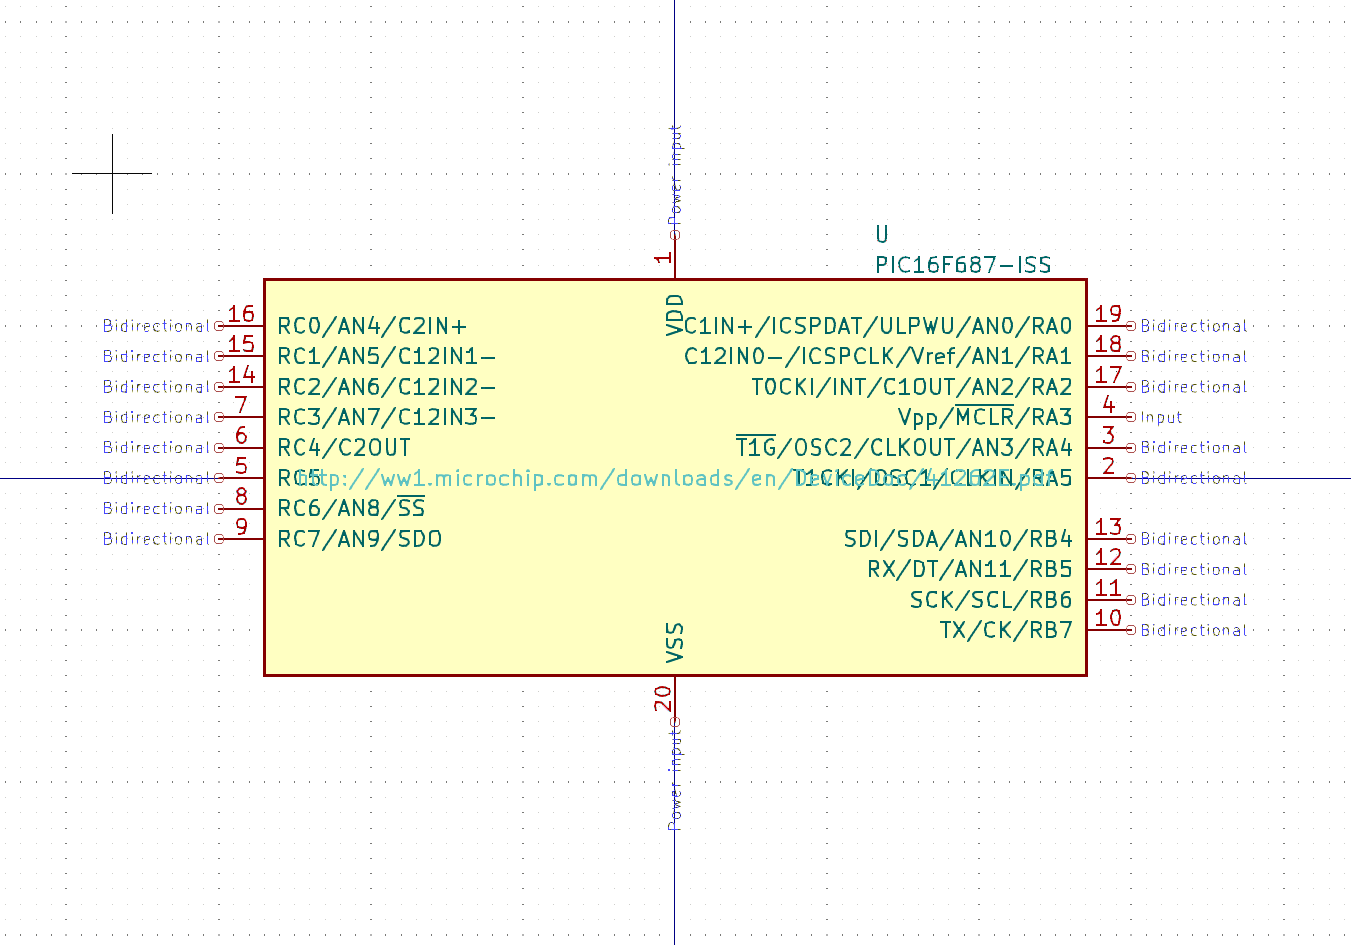 Power input
U
1
PIC16F687-ISS
VDD
Bidirectional 16 RC0/AN4/C2IN+ C1IN+/ICSPDAT/ULPWU/AN0/RA0 19 Bidirectional
Bidirectional 15 RC1/AN5/C12IN1- C12IN0-/ICSPCLK/Vref/AN1/RA1 18 Bidirectional
Bidirectional 14 RC2/AN6/C12IN2- T0CKI/INT/C1OUT/AN2/RA2 17 Bidirectional
Bidirectional 7 RC3/AN7/C12IN3- Vpp/MCLR/RA3 4 Input
Bidirectional 6 RC4/C2OUT T1G/OSC2/CLKOUT/AN3/RA4 3 Bidirectional
Bidirectional 5 RC5 http://ww1.microchip.com/downloads/en/DeviceDoc/41262E.pdf T1CKI/OSC1/CLKIN/RA5 2 Bidirectional
Bidirectional 8 RC6/AN8/SS
Bidirectional 9 RC7/AN9/SDO SDI/SDA/AN10/RB4 13 Bidirectional
RX/DT/AN11/RB5 12 Bidirectional
SCK/SCL/RB6 11 Bidirectional
TX/CK/RB7 10 Bidirectional
VSS
20
Power input